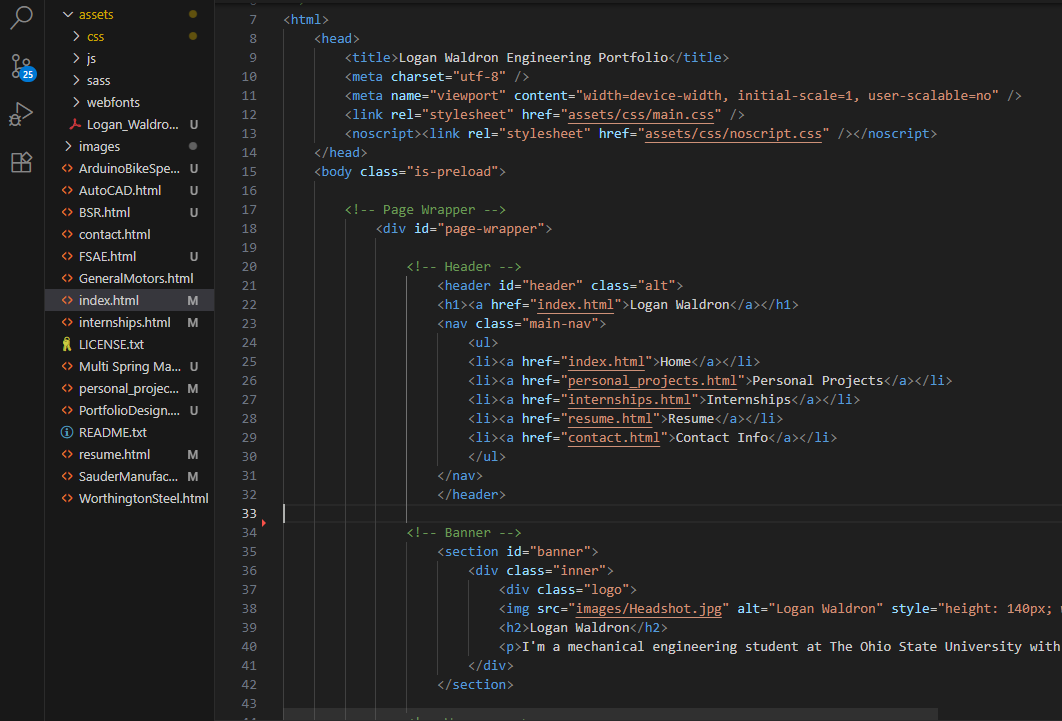 assets
css
js
sass
webfonts
Logan_Waldro... U
images
ArduinoBikeSpe... U
AutoCAD.html U
BSR.html U
contact.html
FSAE.html U
GeneralMotors.html
index.html M
internships.html M
LICENSE.txt
Multi Spring Ma... U
personal_projec... M
PortfolioDesign.... U
README.txt
resume.html M
SauderManufac... M
WorthingtonSteel.html
25
7 <html>
8 <head>
9 <title>Logan Waldron Engineering Portfolio</title>
10 <meta charset="utf-8" />
11 <meta name="viewport" content="width=device-width, initial-scale=1, user-scalable=no" />
12 <link rel="stylesheet" href="assets/css/main.css" />
13 <noscript><link rel="stylesheet" href="assets/css/noscript.css" /></noscript>
14 </head>
15 <body class="is-preload">
16
17 <!-- Page Wrapper -->
18 <div id="page-wrapper">
19
20 <!-- Header -->
21 <header id="header" class="alt">
22 <h1><a href="index.html">Logan Waldron</a></h1>
23 <nav class="main-nav">
24 <ul>
25 <li><a href="index.html">Home</a></li>
26 <li><a href="personal_projects.html">Personal Projects</a></li>
27 <li><a href="internships.html">Internships</a></li>
28 <li><a href="resume.html">Resume</a></li>
29 <li><a href="contact.html">Contact Info</a></li>
30 </ul>
31 </nav>
32 </header>
33
34 <!-- Banner -->
35 <section id="banner">
36 <div class="inner">
37 <div class="logo">
38 <img src="images/Headshot.jpg" alt="Logan Waldron" style="height: 140px;
39 <h2>Logan Waldron</h2>
40 <p>I'm a mechanical engineering student at The Ohio State University with
41 </div>
42 </section>
43